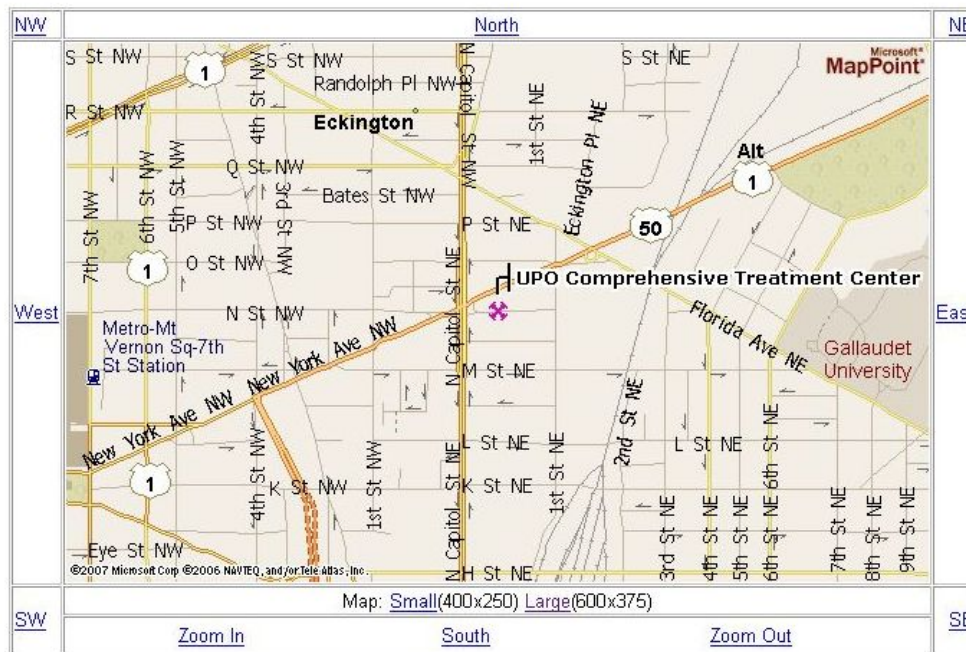 NW
North
NE
S St NW
S St NW
S St NE
Microsoft®
MapPoint®
1
Randolph Pl NW
R St NW
4th St NW
N Capitol St NW
1st St NE
Eckington Pl NE
Eckington
Alt
1
Q St NW
5th St NW
6th St NW
7th St NW
3rd St NW
Bates St NW
P St NW
P St NE
50
O St NW
1
UPO Comprehensive Treatment Center
West
East
N St NW
N Capitol St NE
Metro-Mt
Vernon Sq-7th
St Station
New York Ave NW
New York Ave NW
Florida Ave NE
Gallaudet
University
M St NE
2nd St NE
L St NE
L St NE
6th St NE
1
4th St NW
K St NW
1st St NW
N Capitol St NE
K St NE
1st St NE
3rd St NE
4th St NE
5th St NE
6th St NE
7th St NE
8th St NE
9th St NE
Eye St NW
H St NE
©2007 Microsoft Corp ©2006 NAVTEQ, and/or Tele Atlas, Inc.
SW
Map: Small(400x250) Large(600x375)
SE
Zoom In
South
Zoom Out